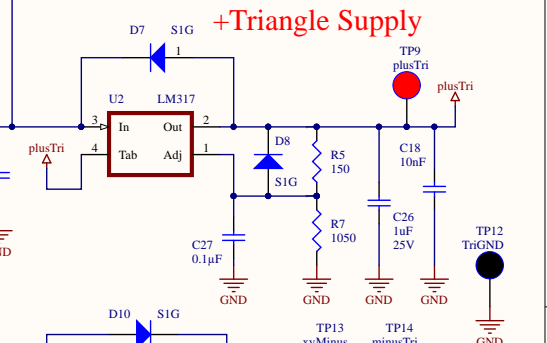 +Triangle Supply
D7 S1G
1
TP9
plusTri
plusTri
U2 LM317
3 In Out 2
4 Tab Adj 1
plusTri
D8
S1G
R5
150
C18
10nF
R7
1050
C26
1uF
25V
C27
0.1µF
TP12
TriGND
GND GND GND GND
GND
D10 S1G
TP13 TP14
xyMinus minusTri